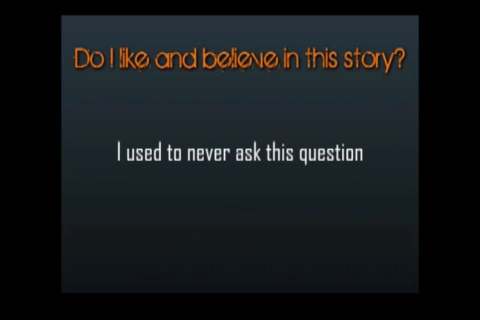 Do I like and believe in this story?
I used to never ask this question